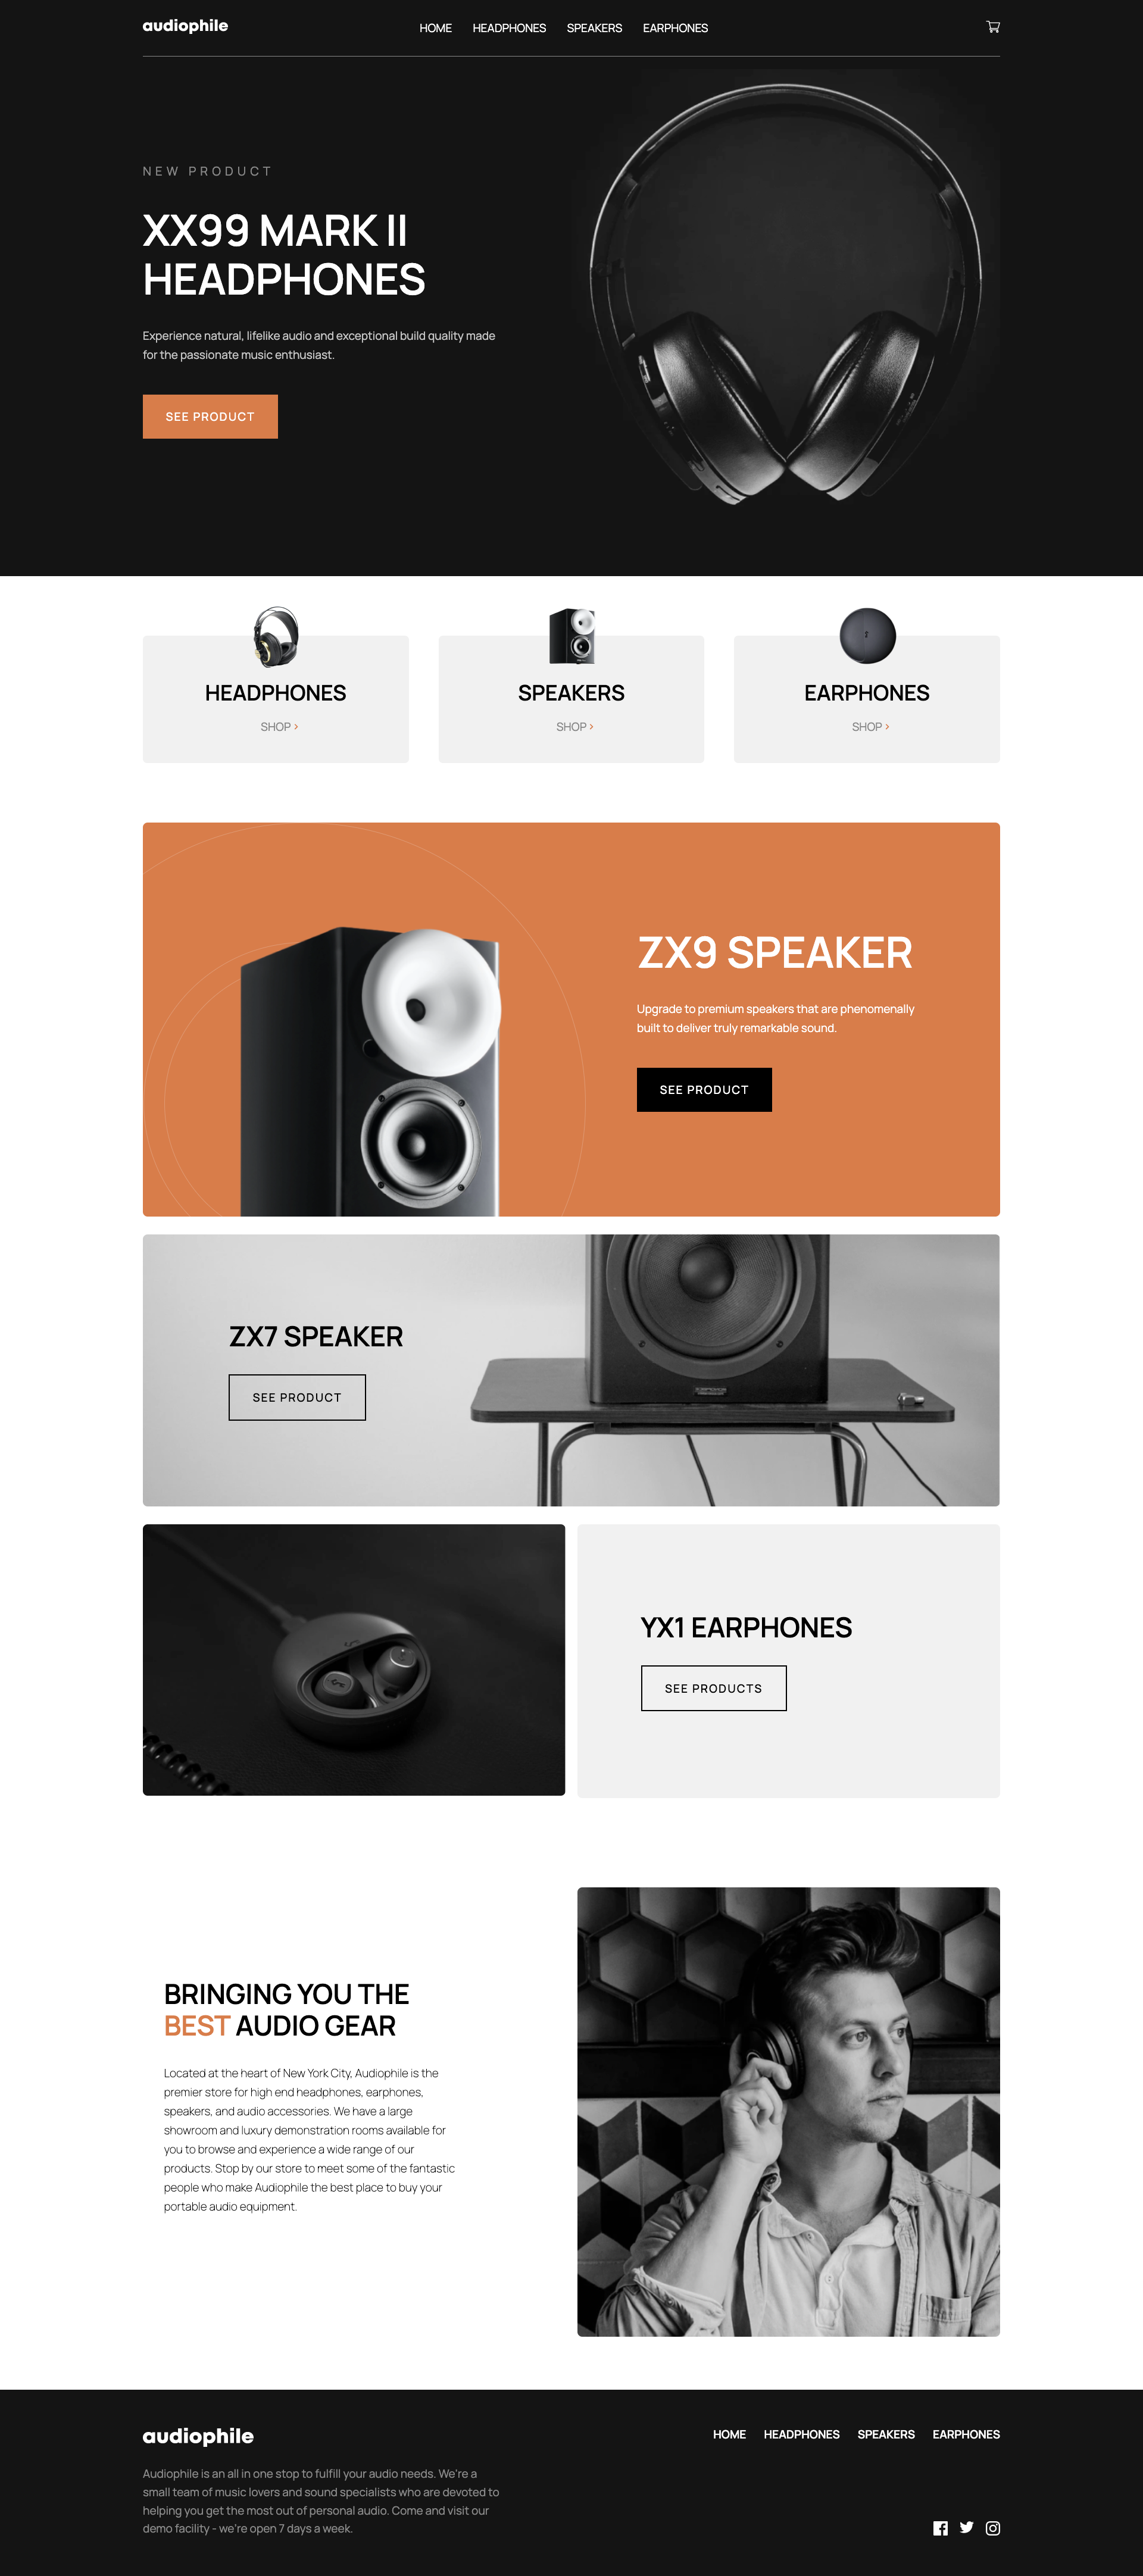 audiophile
HOME HEADPHONES SPEAKERS EARPHONES
NEW PRODUCT
XX99 MARK II
HEADPHONES
Experience natural, lifelike audio and exceptional build quality made
for the passionate music enthusiast.
SEE PRODUCT
HEADPHONES
SHOP >
SPEAKERS
SHOP >
EARPHONES
SHOP >
ZX9 SPEAKER
Upgrade to premium speakers that are phenomenally
built to deliver truly remarkable sound.
SEE PRODUCT
ZX7 SPEAKER
SEE PRODUCT
YX1 EARPHONES
SEE PRODUCTS
BRINGING YOU THE
BEST AUDIO GEAR
Located at the heart of New York City, Audiophile is the
premier store for high end headphones, earphones,
speakers, and audio accessories. We have a large
showroom and luxury demonstration rooms available for
you to browse and experience a wide range of our
products. Stop by our store to meet some of the fantastic
people who make Audiophile the best place to buy your
portable audio equipment.
audiophile
HOME HEADPHONES SPEAKERS EARPHONES
Audiophile is an all in one stop to fulfill your audio needs. We're a
small team of music lovers and sound specialists who are devoted to
helping you get the most out of personal audio. Come and visit our
demo facility - we're open 7 days a week.